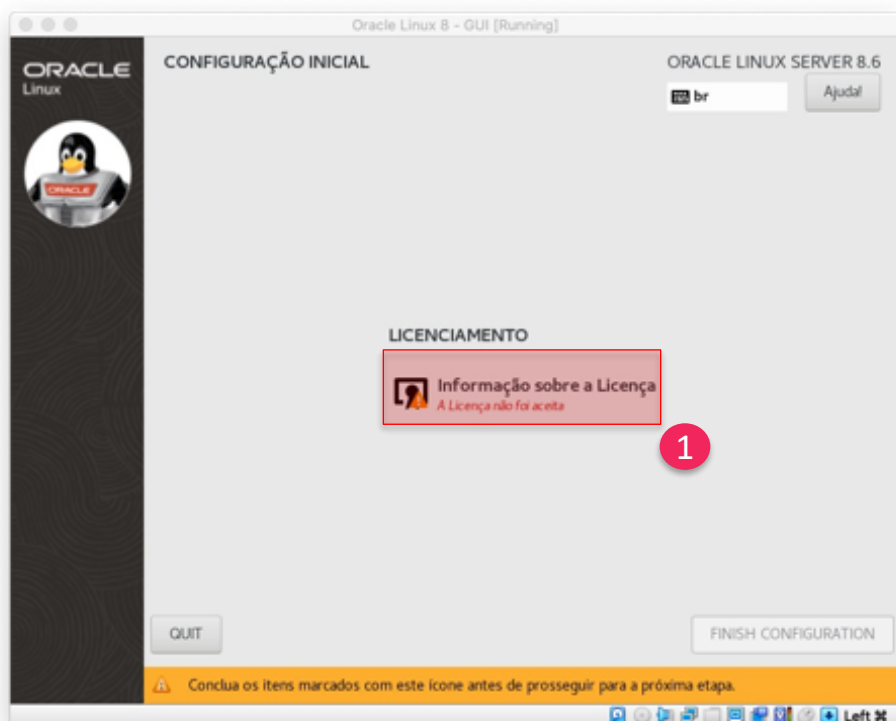 Oracle Linux 8 - GUI [Running]
ORACLE
Linux
ORACLE
CONFIGURAÇÃO INICIAL
ORACLE LINUX SERVER 8.6
br
Ajuda!
LICENCIAMENTO
Informação sobre a Licença
A Licença não foi aceita
1
QUIT
FINISH CONFIGURATION
Conclua os itens marcados com este ícone antes de prosseguir para a próxima etapa.
Left ⌘